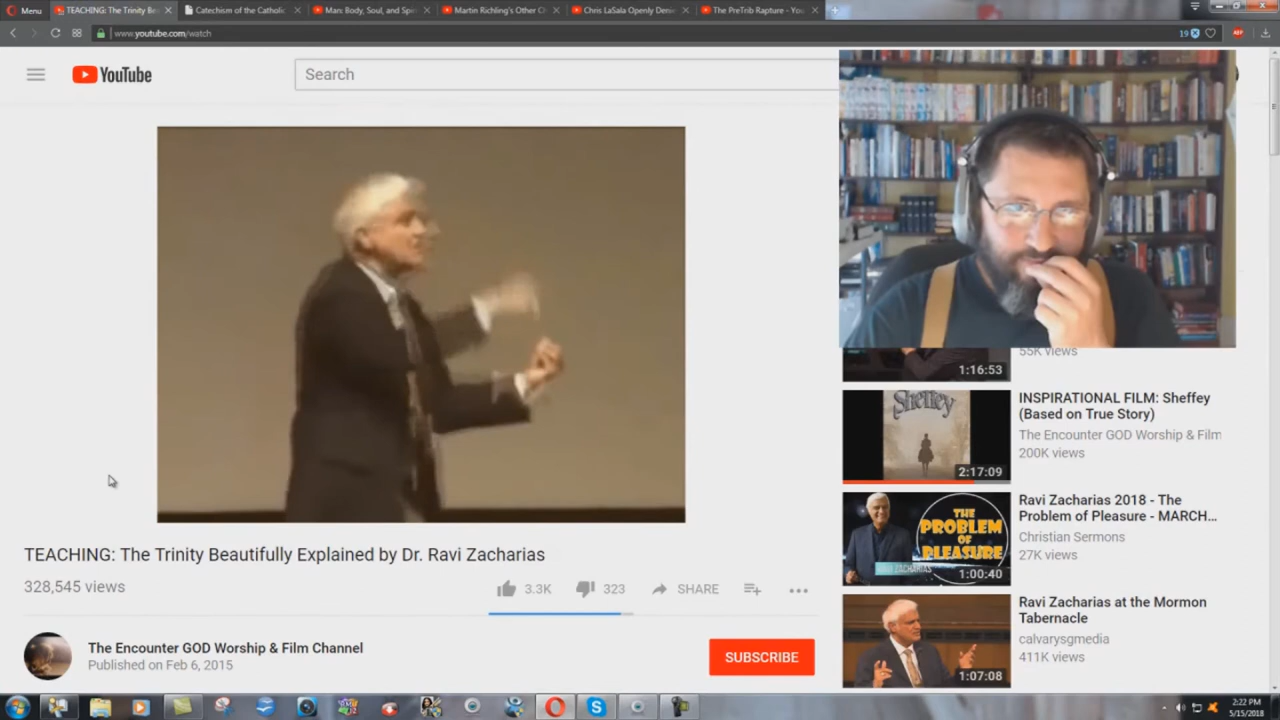 Menu
TEACHING: The Trinity Be
Catechism of the Catholic
Man: Body, Soul, and Spir
Martin Richling's Other C
Chris LaSala Openly Deni
The PreTrib Rapture - You
www.youtube.com/watch
19
YouTube
Search
55K views
1:16:53
Sheffey
2:17:09
INSPIRATIONAL FILM: Sheffey
(Based on True Story)
The Encounter GOD Worship & Film
200K views
THE
PROBLEM
OF
PLEASURE
RAVI ZACHARIAS
1:00:40
Ravi Zacharias 2018 - The
Problem of Pleasure - MARCH...
Christian Sermons
27K views
1:07:08
Ravi Zacharias at the Mormon
Tabernacle
calvarysgmedia
411K views
TEACHING: The Trinity Beautifully Explained by Dr. Ravi Zacharias
328,545 views
3.3K
323
SHARE
The Encounter GOD Worship & Film Channel
Published on Feb 6, 2015
SUBSCRIBE
2:22 PM
5/15/2018